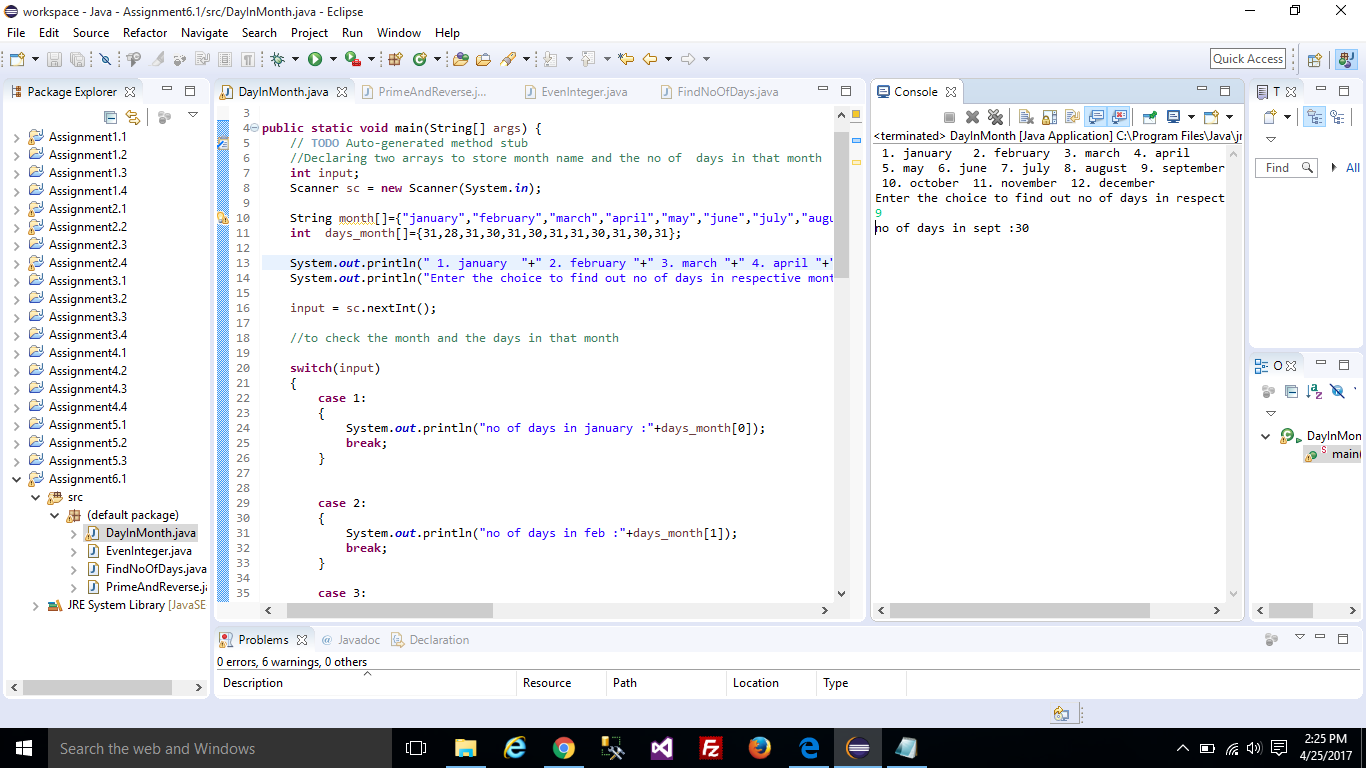 workspace - Java - Assignment6.1/src/DayInMonth.java - Eclipse
File Edit Source Refactor Navigate Search Project Run Window Help
Quick Access
Package Explorer
Assignment1.1
Assignment1.2
Assignment1.3
Assignment1.4
Assignment2.1
Assignment2.2
Assignment2.3
Assignment2.4
Assignment3.1
Assignment3.2
Assignment3.3
Assignment3.4
Assignment4.1
Assignment4.2
Assignment4.3
Assignment4.4
Assignment5.1
Assignment5.2
Assignment5.3
Assignment6.1
src
(default package)
DayInMonth.java
EvenInteger.java
FindNoOfDays.java
PrimeAndReverse.ja
JRE System Library [JavaSE
DayInMonth.java PrimeAndReverse.j... EvenInteger.java FindNoOfDays.java
3
4 public static void main(String[] args) {
5 // TODO Auto-generated method stub
6 //Declaring two arrays to store month name and the no of  days in that month
7 int input;
8 Scanner sc = new Scanner(System.in);
9
10 String month[]={"january","february","march","april","may","june","july","augu
11 int  days_month[]={31,28,31,30,31,30,31,31,30,31,30,31};
12
13 System.out.println(" 1. january  "+" 2. february "+" 3. march "+" 4. april "+"
14 System.out.println("Enter the choice to find out no of days in respective mont
15
16 input = sc.nextInt();
17
18 //to check the month and the days in that month
19
20 switch(input)
21 {
22 case 1:
23 {
24 System.out.println("no of days in january :"+days_month[0]);
25 break;
26 }
27
28
29 case 2:
30 {
31 System.out.println("no of days in feb :"+days_month[1]);
32 break;
33 }
34
35 case 3:
Console
<terminated> DayInMonth [Java Application] C:\Program Files\Java\jr
1. january   2. february  3. march  4. april
5. may  6. june  7. july  8. august  9. september
10. october  11. november  12. december
Enter the choice to find out no of days in respect
9
no of days in sept :30
T
Find
All
O
DayInMon
main(
Problems @ Javadoc Declaration
0 errors, 6 warnings, 0 others
Description Resource Path Location Type
Search the web and Windows
2:25 PM
4/25/2017